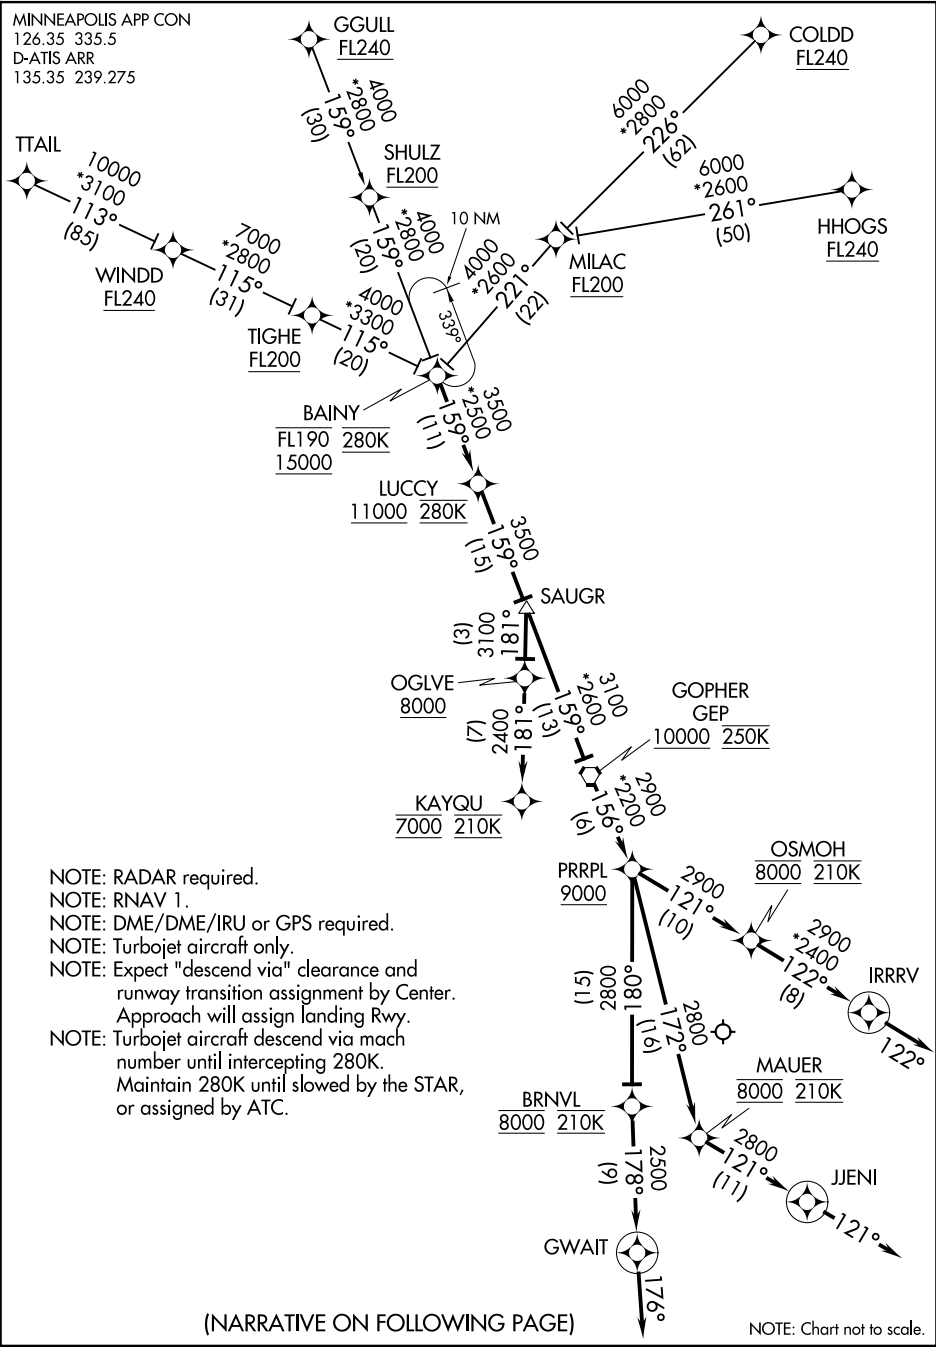 MINNEAPOLIS APP CON
126.35 335.5
D-ATIS ARR
135.35 239.275
GGULL
FL240
COLDD
FL240
4000
*2800
159°
(30)
6000
*2800
226°
(62)
TTAIL
10000
*3100
113°
(85)
SHULZ
FL200
6000
*2600
261°
(50)
HHOGS
FL240
WINDD
FL240
7000
*2800
115°
(31)
4000
*2800
159°
(20)
10 NM
4000
*2600
221°
(22)
MILAC
FL200
TIGHE
FL200
4000
*3300
115°
(20)
339°
BAINY
FL190 280K
15000
3500
*2500
159°
(11)
LUCCY
11000 280K
3500
159°
(15)
SAUGR
(3)
3100
181°
OGLVE
8000
3100
*2600
159°
(13)
GOPHER
GEP
10000 250K
(7)
2400
181°
KAYQU
7000 210K
2900
*2200
156°
(6)
PRRPL
9000
OSMOH
8000 210K
2900
121°
(10)
2900
*2400
122°
(8)
IRRRV
122°
NOTE: RADAR required.
NOTE: RNAV 1.
NOTE: DME/DME/IRU or GPS required.
NOTE: Turbojet aircraft only.
NOTE: Expect "descend via" clearance and
runway transition assignment by Center.
Approach will assign landing Rwy.
NOTE: Turbojet aircraft descend via mach
number until intercepting 280K.
Maintain 280K until slowed by the STAR,
or assigned by ATC.
(15)
2800
180°
2800
172°
(16)
MAUER
8000 210K
BRNVL
8000 210K
2800
121°
(11)
JJENI
121°
2500
178°
(9)
GWAIT
176°
(NARRATIVE ON FOLLOWING PAGE)
NOTE: Chart not to scale.